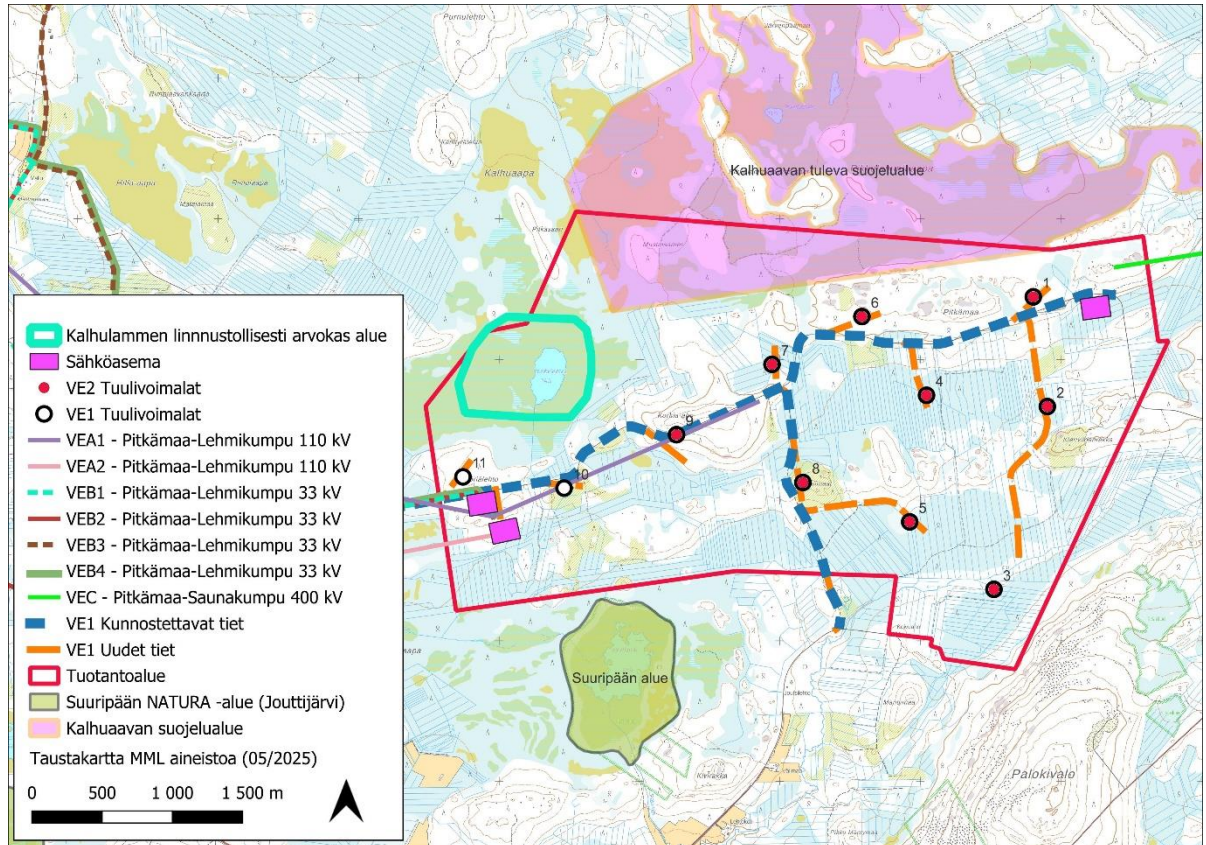 Purnulehto
Kalhuaapa
Kalhuaavan tuleva suojelualue
Pitkämaa
1
6
7
4
2
9
8
11
10
5
3
Suuripään alue
Palokivalo
Kalhulammen linnnustollisesti arvokas alue
Sähköasema
VE2 Tuulivoimalat
VE1 Tuulivoimalat
VEA1 - Pitkämaa-Lehmikumpu 110 kV
VEA2 - Pitkämaa-Lehmikumpu 110 kV
VEB1 - Pitkämaa-Lehmikumpu 33 kV
VEB2 - Pitkämaa-Lehmikumpu 33 kV
VEB3 - Pitkämaa-Lehmikumpu 33 kV
VEB4 - Pitkämaa-Lehmikumpu 33 kV
VEC - Pitkämaa-Saunakumpu 400 kV
VE1 Kunnostettavat tiet
VE1 Uudet tiet
Tuotantoalue
Suuripään NATURA -alue (Jouttijärvi)
Kalhuaavan suojelualue
Taustakartta MML aineistoa (05/2025)
0 500 1 000 1 500 m